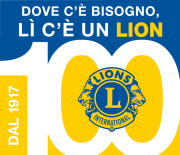 DOVE C'È BISOGNO,
LÌ C'È UN LION
DAL 1917
100
LIONS
L
INTERNATIONAL